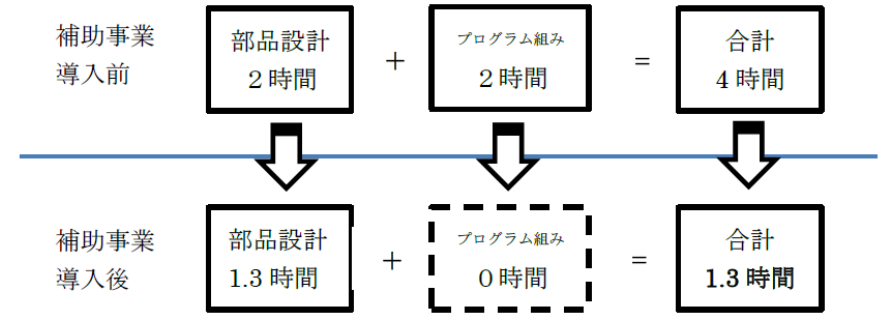 補助事業
導入前
部品設計
２時間
+
プログラム組み
２時間
=
合計
４時間
補助事業
導入後
部品設計
1.3 時間
+
プログラム組み
０時間
=
合計
1.3 時間